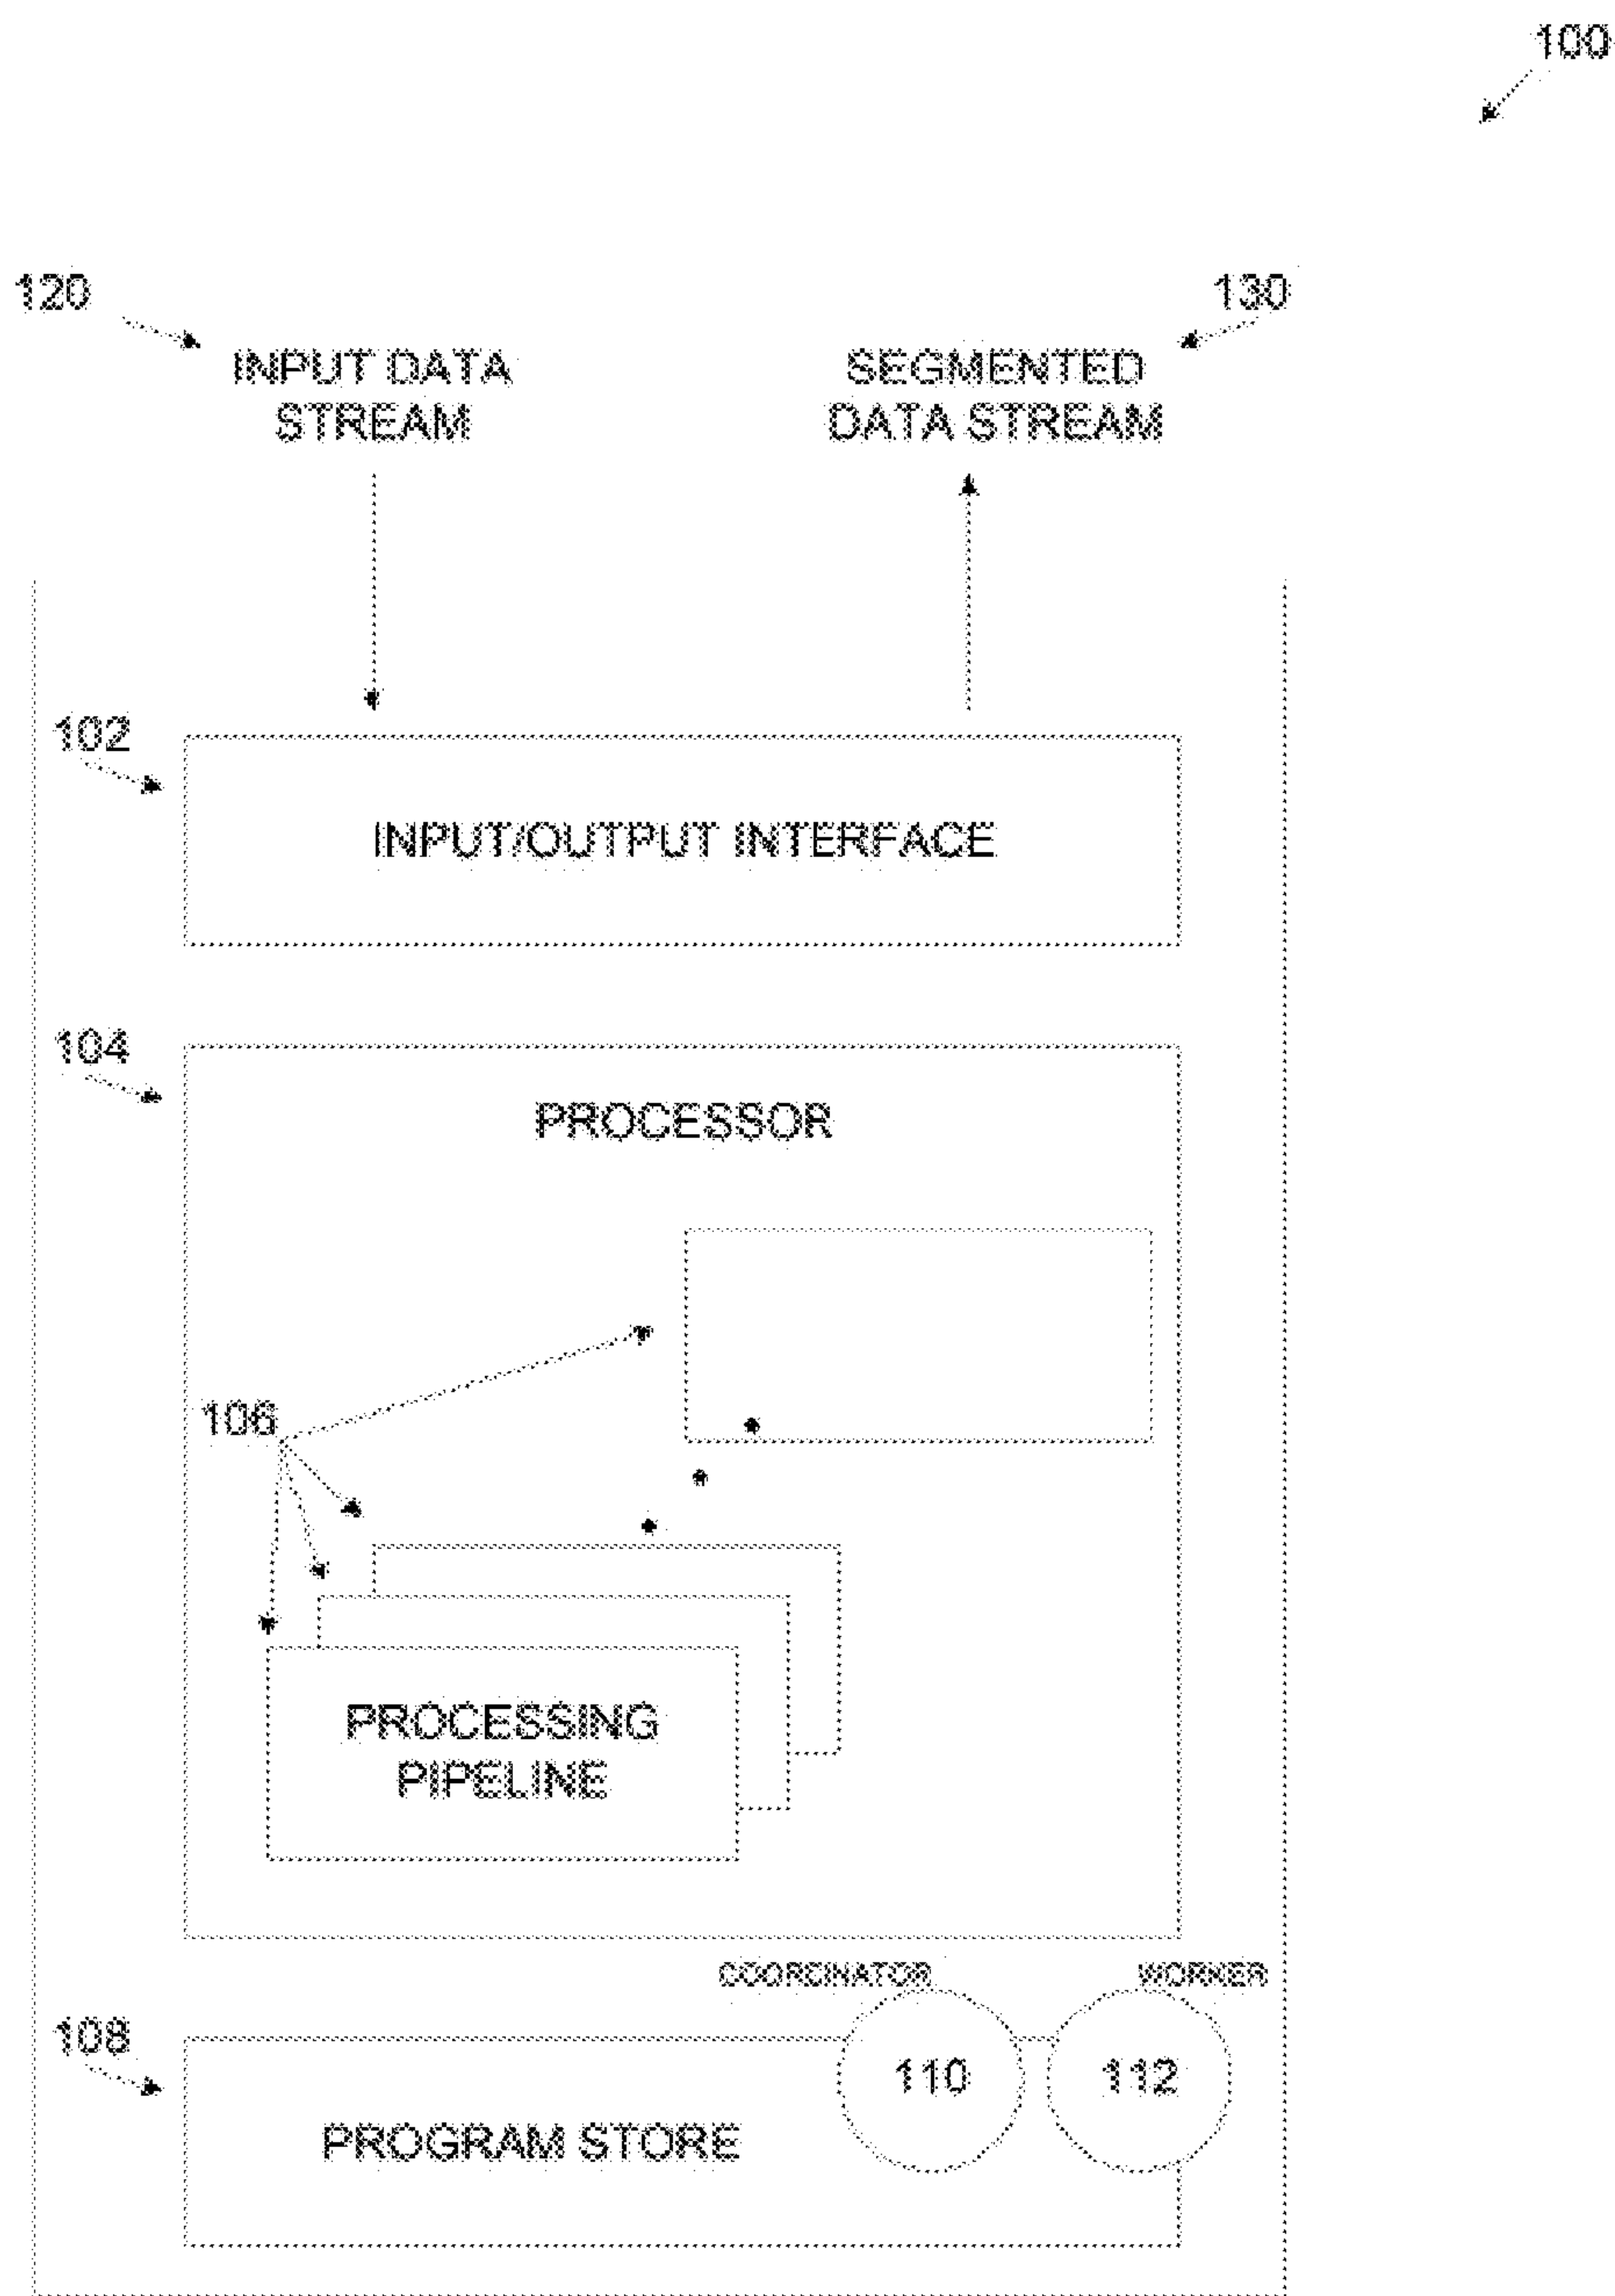 100
120
130
INPUT DATA
STREAM
SEGMENTED
DATA STREAM
102
INPUT/OUTPUT INTERFACE
104
PROCESSOR
106
PROCESSING
PIPELINE
COORDINATOR
WORKER
108
110
112
PROGRAM STORE